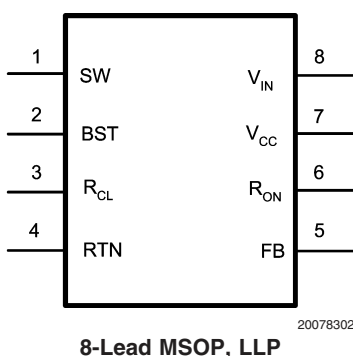 1 SW V_IN 8
2 BST V_CC 7
3 R_CL R_ON 6
4 RTN FB 5
20078302
8-Lead MSOP, LLP